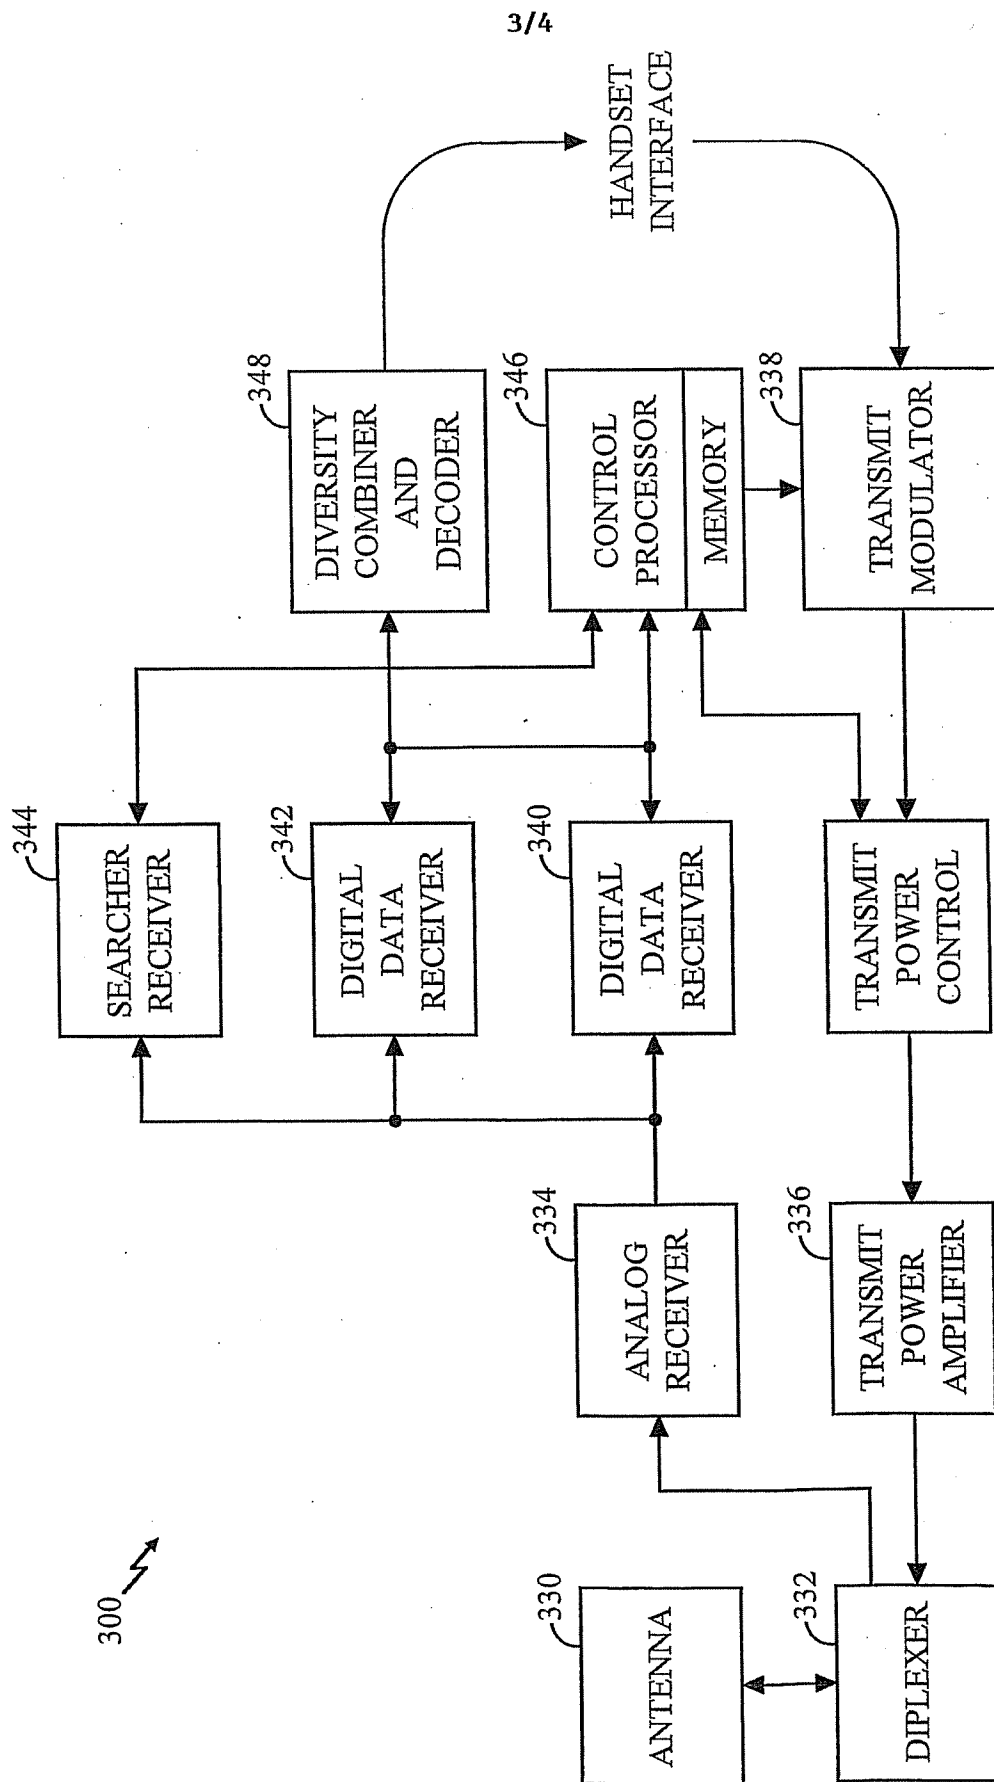 3/4
300
344
SEARCHER
RECEIVER
348
DIVERSITY
COMBINER
AND
DECODER
342
DIGITAL
DATA
RECEIVER
346
CONTROL
PROCESSOR
MEMORY
HANDSET
INTERFACE
334
ANALOG
RECEIVER
340
DIGITAL
DATA
RECEIVER
330
ANTENNA
332
DIPLEXER
336
TRANSMIT
POWER
AMPLIFIER
TRANSMIT
POWER
CONTROL
338
TRANSMIT
MODULATOR